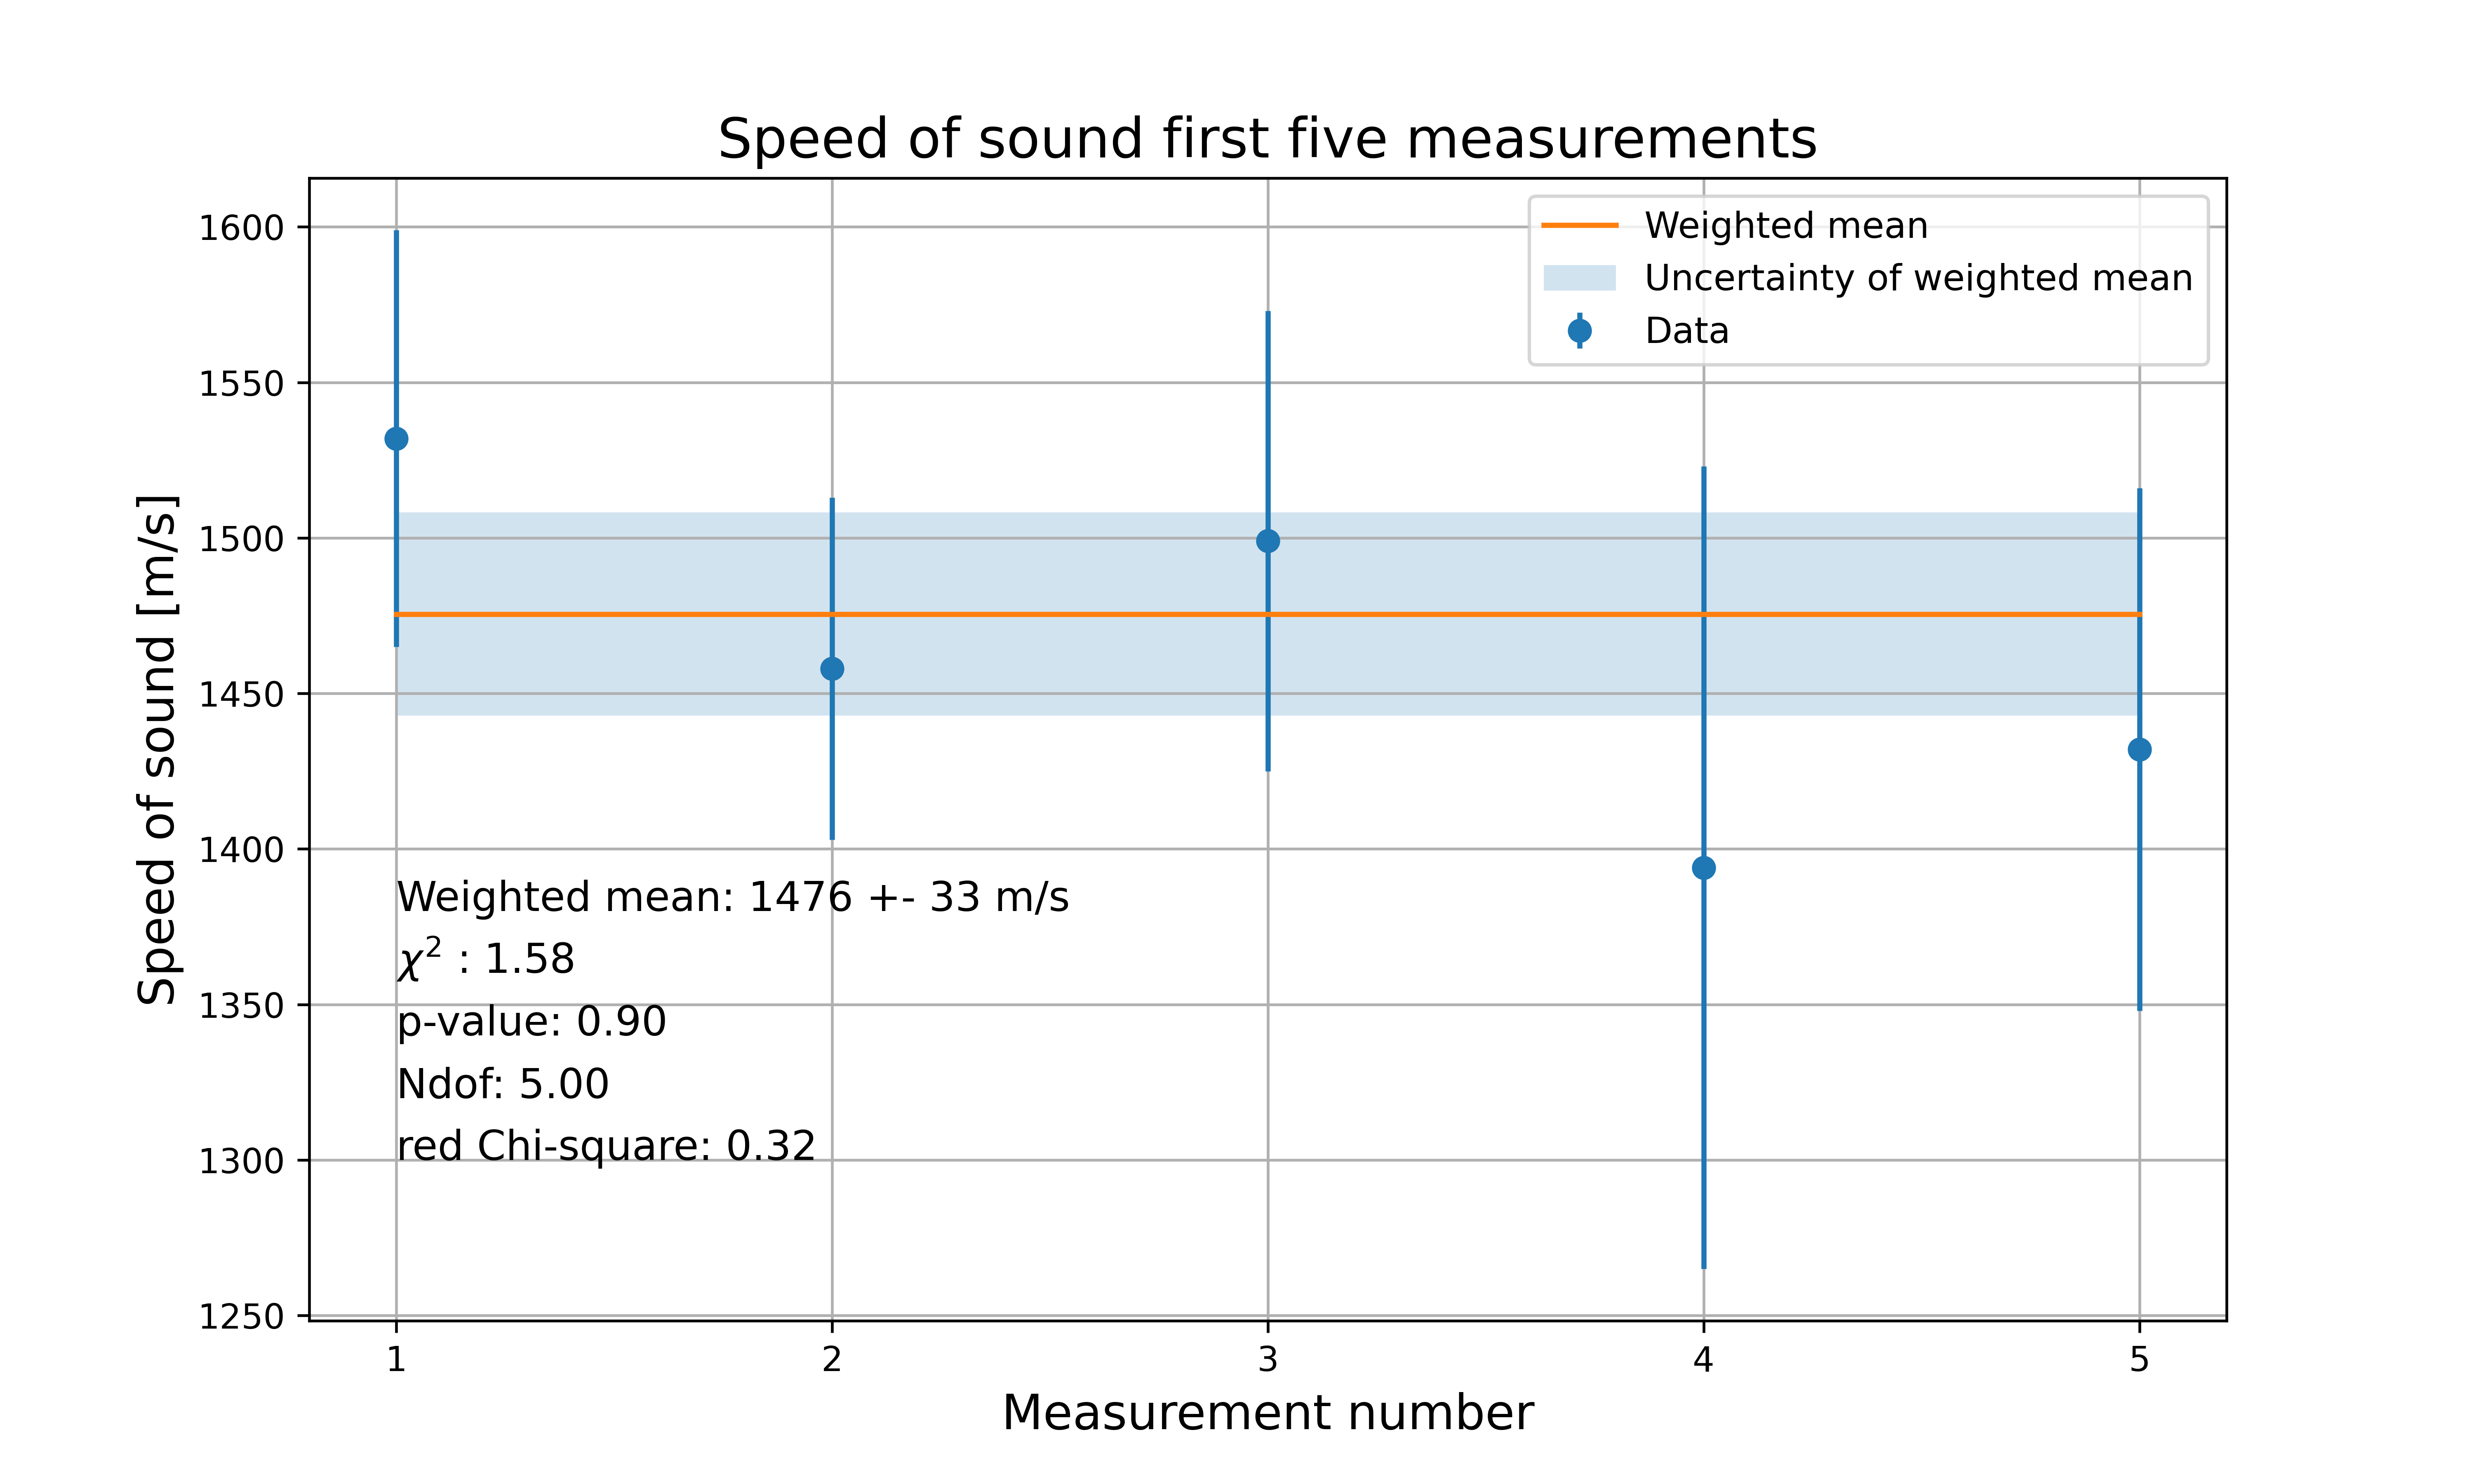 Speed of sound first five measurements
Weighted mean
Uncertainty of weighted mean
Data
1600
1550
1500
1450
1400
1350
1300
1250
Speed of sound [m/s]
Weighted mean: 1476 +- 33 m/s
χ² : 1.58
p-value: 0.90
Ndof: 5.00
red Chi-square: 0.32
1 2 3 4 5
Measurement number